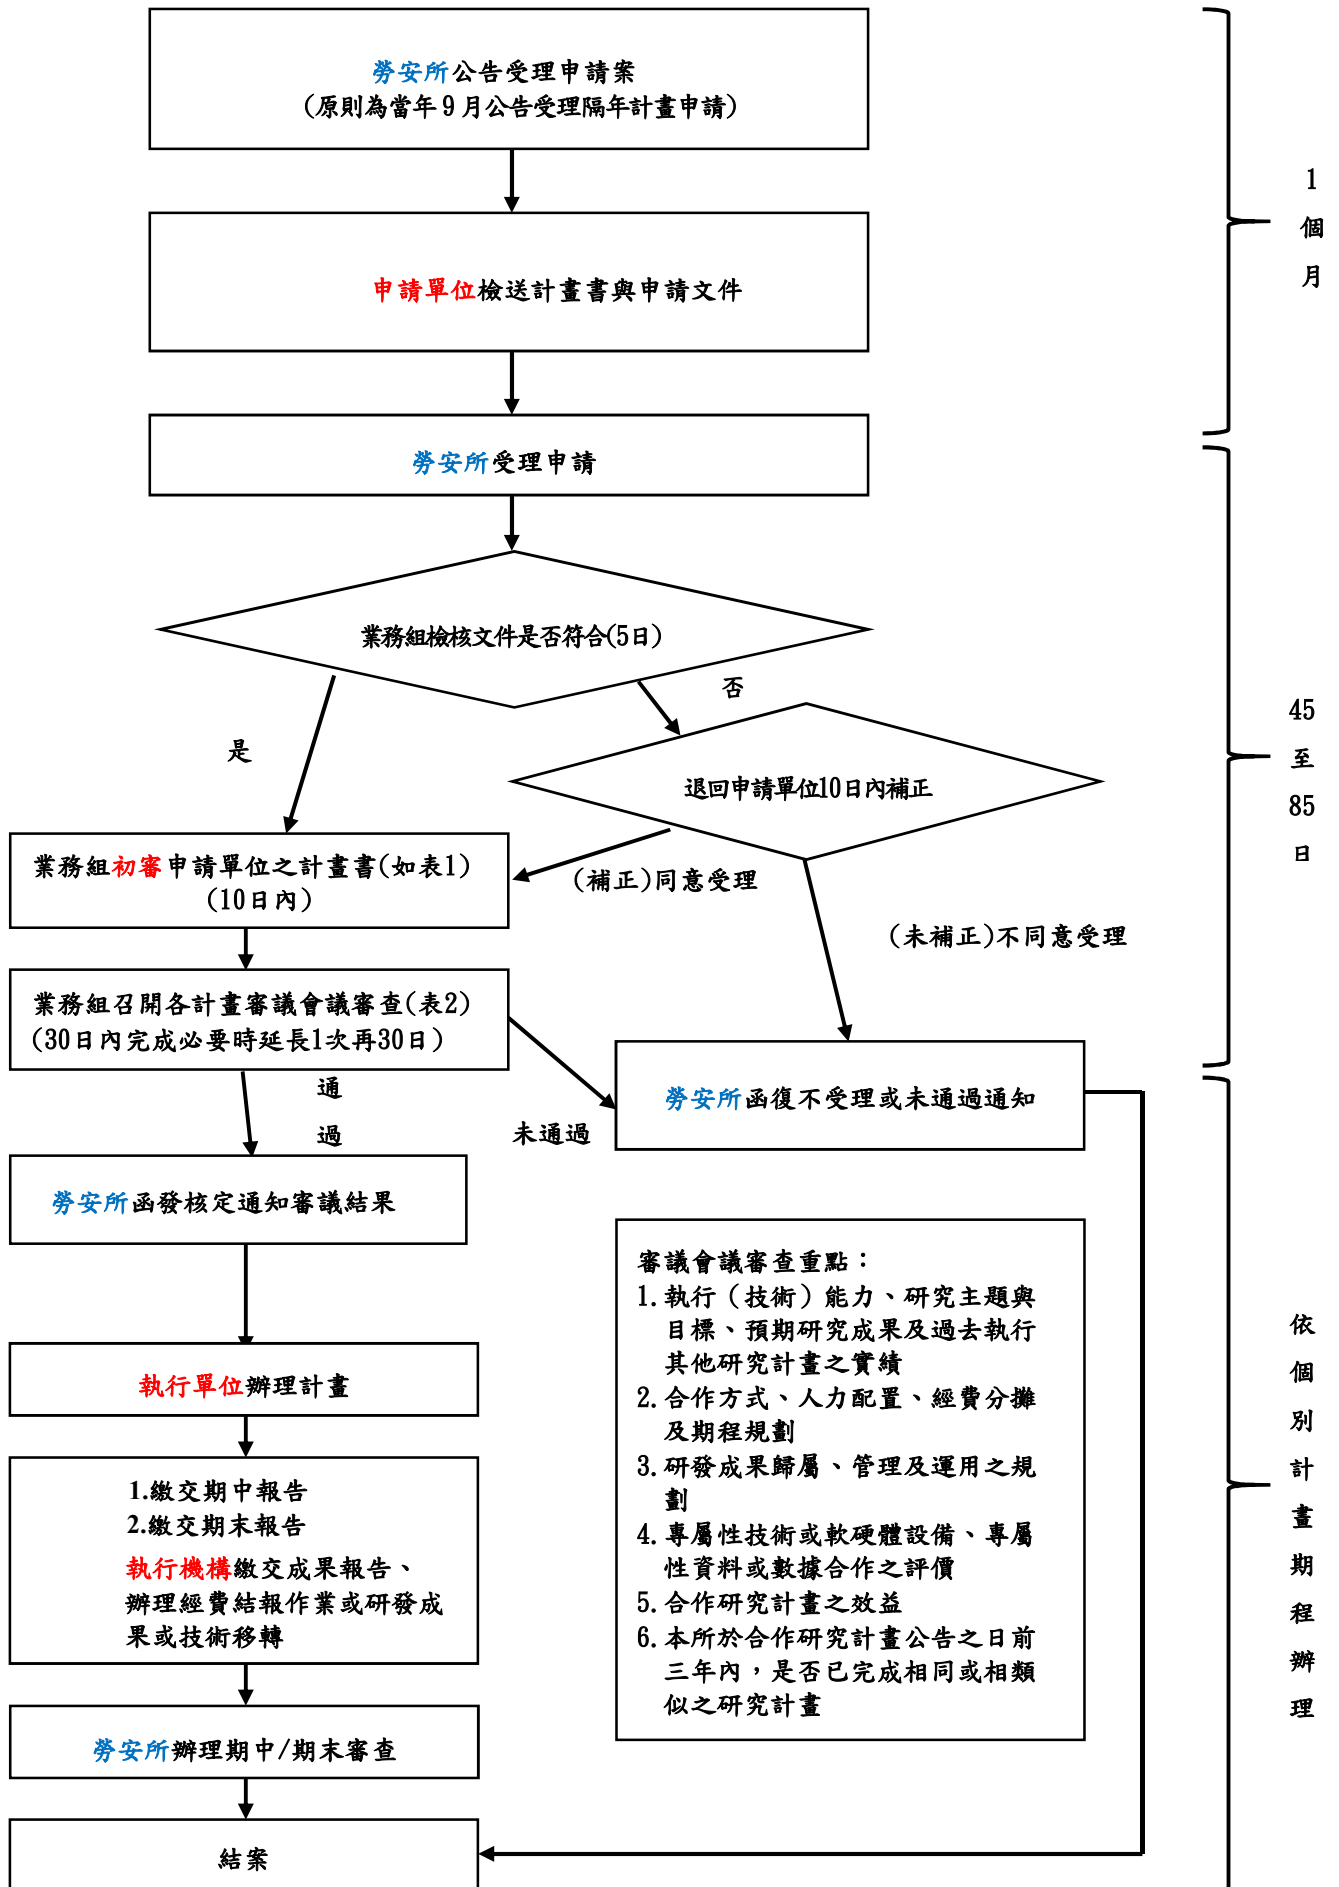 勞安所公告受理申請案
(原則為當年9月公告受理隔年計畫申請)
1
個
月
申請單位檢送計畫書與申請文件
勞安所受理申請
業務組檢核文件是否符合(5日)
否
是
退回申請單位10日內補正
45
至
85
日
業務組初審申請單位之計畫書(如表1)
(10日內)
(補正)同意受理
(未補正)不同意受理
業務組召開各計畫審議會議審查(表2)
(30日內完成必要時延長1次再30日)
通
過
未通過
勞安所函復不受理或未通過通知
勞安所函發核定通知審議結果
審議會議審查重點：
1.執行（技術）能力、研究主題與
目標、預期研究成果及過去執行
其他研究計畫之實績
2.合作方式、人力配置、經費分攤
及期程規劃
3.研發成果歸屬、管理及運用之規
劃
4.專屬性技術或軟硬體設備、專屬
性資料或數據合作之評價
5.合作研究計畫之效益
6.本所於合作研究計畫公告之日前
三年內，是否已完成相同或相類
似之研究計畫
依
個
別
計
畫
期
程
辦
理
執行單位辦理計畫
1.繳交期中報告
2.繳交期末報告
執行機構繳交成果報告、
辦理經費結報作業或研發成
果或技術移轉
勞安所辦理期中/期末審查
結案